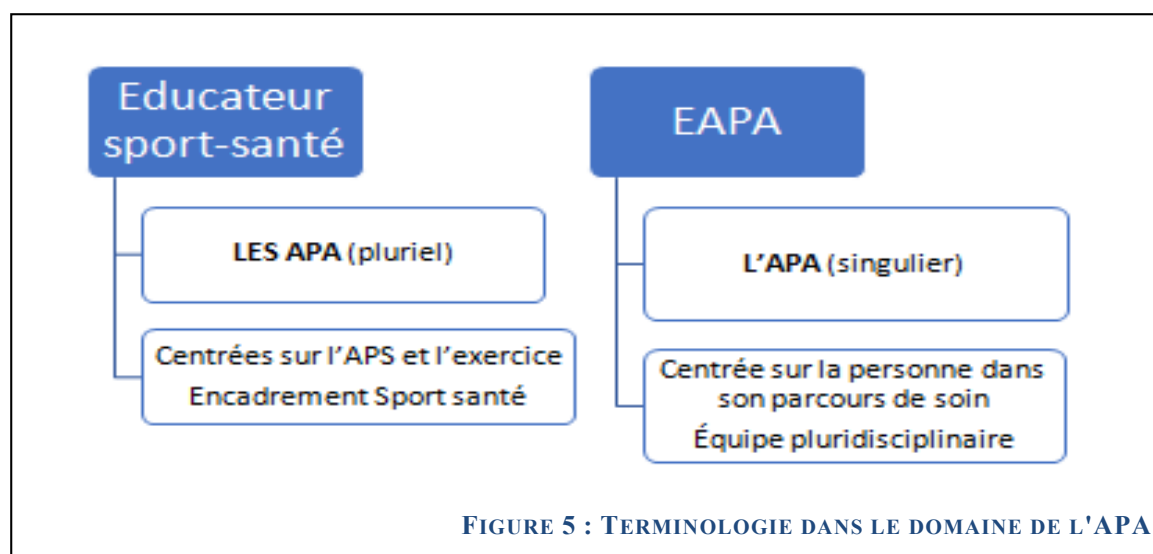 Educateur
sport-santé
LES APA (pluriel)
Centrées sur l'APS et l'exercice
Encadrement Sport santé
EAPA
L'APA (singulier)
Centrée sur la personne dans
son parcours de soin
Équipe pluridisciplinaire
FIGURE 5 : TERMINOLOGIE DANS LE DOMAINE DE L'APA